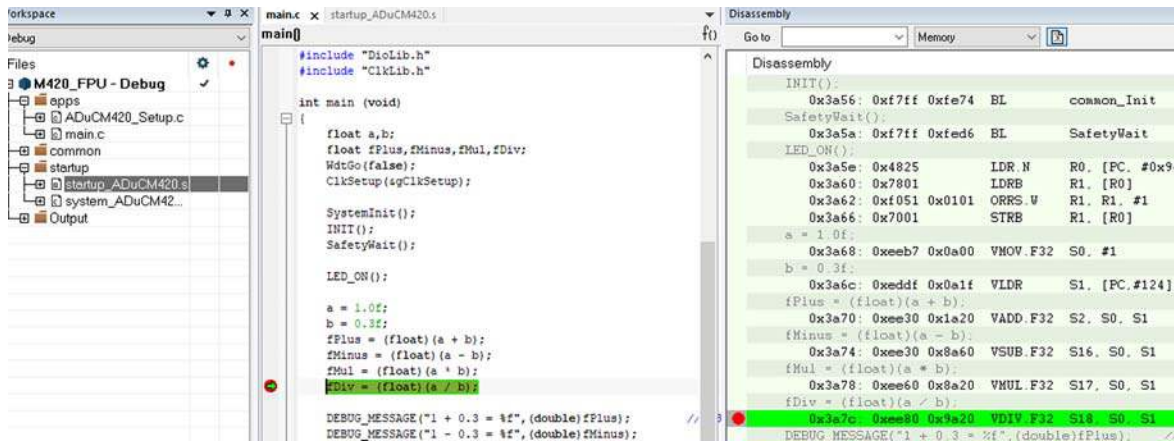 orkspace
ebug
Files
M420_FPU - Debug
apps
ADuCM420_Setup.c
main.c
common
startup
startup_ADuCM420.s
system_ADuCM42...
Output
main.c x startup_ADuCM420.s
main()
f()
#include "DioLib.h"
#include "ClkLib.h"
int main (void)
{
float a,b;
float fPlus,fMinus,fMul,fDiv;
WdtGo(false);
ClkSetup(&gClkSetup);
SystemInit();
INIT();
SafetyWait();
LED_ON();
a = 1.0f;
b = 0.3f;
fPlus = (float)(a + b);
fMinus = (float)(a - b);
fMul = (float)(a * b);
fDiv = (float)(a / b);
DEBUG_MESSAGE("1 + 0.3 = %f",(double)fPlus); //
DEBUG_MESSAGE("1 - 0.3 = %f",(double)fMinus);
Disassembly
Go to Memory
Disassembly
INIT();
0x3a56: 0xf7ff 0xfe74 BL common_Init
SafetyWait();
0x3a5a: 0xf7ff 0xfed6 BL SafetyWait
LED_ON();
0x3a5e: 0x4825 LDR.N R0, [PC, #0x9
0x3a60: 0x7801 LDRB R1, [R0]
0x3a62: 0xf051 0x0101 ORRS.W R1, R1, #1
0x3a66: 0x7001 STRB R1, [R0]
a = 1.0f;
0x3a68: 0xeeb7 0x0a00 VMOV.F32 S0, #1
b = 0.3f;
0x3a6c: 0xeddf 0x0a1f VLDR S1, [PC,#124]
fPlus = (float)(a + b);
0x3a70: 0xee30 0x1a20 VADD.F32 S2, S0, S1
fMinus = (float)(a - b);
0x3a74: 0xee30 0x8a60 VSUB.F32 S16, S0, S1
fMul = (float)(a * b);
0x3a78: 0xee60 0x8a20 VMUL.F32 S17, S0, S1
fDiv = (float)(a / b);
0x3a7c: 0xee80 0x9a20 VDIV.F32 S18, S0, S1
DEBUG_MESSAGE("1 + 0.3 = %f",(double)fPlus);